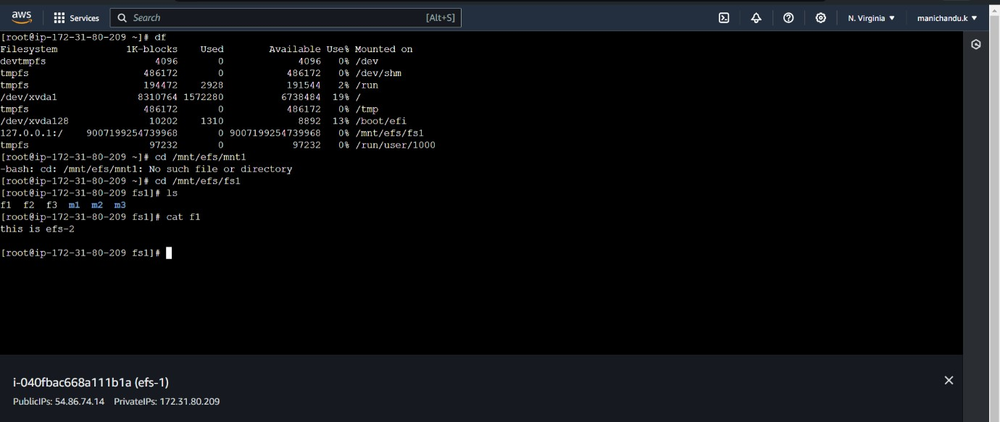 aws Services Search [Alt+S] N. Virginia manichandu.k
[root@ip-172-31-80-209 ~]# df
Filesystem 1K-blocks Used Available Use% Mounted on
devtmpfs 4096 0 4096 0% /dev
tmpfs 486172 0 486172 0% /dev/shm
tmpfs 194472 2928 191544 2% /run
/dev/xvda1 8310764 1572280 6738484 19% /
tmpfs 486172 0 486172 0% /tmp
/dev/xvda128 10202 1310 8892 13% /boot/efi
127.0.0.1:/ 9007199254739968 0 9007199254739968 0% /mnt/efs/fs1
tmpfs 97232 0 97232 0% /run/user/1000
[root@ip-172-31-80-209 ~]# cd /mnt/efs/mnt1
-bash: cd: /mnt/efs/mnt1: No such file or directory
[root@ip-172-31-80-209 ~]# cd /mnt/efs/fs1
[root@ip-172-31-80-209 fs1]# ls
f1 f2 f3 m1 m2 m3
[root@ip-172-31-80-209 fs1]# cat f1
this is efs-2
[root@ip-172-31-80-209 fs1]#
i-040fbac668a111b1a (efs-1)
PublicIPs: 54.86.74.14 PrivateIPs: 172.31.80.209